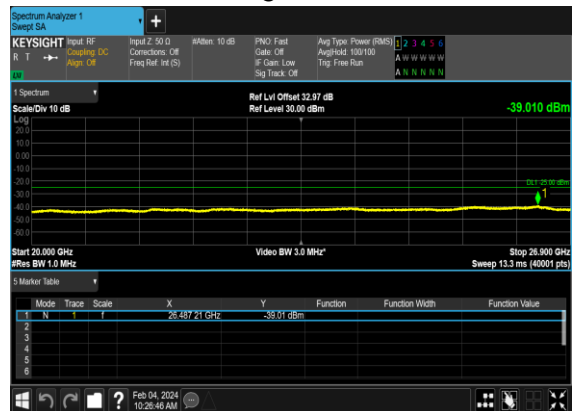 Spectrum Analyzer 1
Swept SA
KEYSIGHT Input: RF Input Z: 50 Ω #Atten: 10 dB PNO: Fast Avg Type: Power (RMS) 1 2 3 4 5 6
R T Coupling: DC Corrections: Off Gate: Off Avg|Hold: 100/100 A W W W W W
Align: Off Freq Ref: Int (S) IF Gain: Low Trig: Free Run
LXI Sig Track: Off A N N N N N
1 Spectrum
Ref Lvl Offset 32.97 dB
Scale/Div 10 dB Ref Level 30.00 dBm -39.010 dBm
Log
20.0
10.0
0.00
-10.0
-20.0
DL1 -25.00 dBm
-30.0 1
-40.0
-50.0
-60.0
Start 20.000 GHz Video BW 3.0 MHz* Stop 26.900 GHz
#Res BW 1.0 MHz Sweep 13.3 ms (40001 pts)
5 Marker Table
Mode Trace Scale X Y Function Function Width Function Value
1 N 1 f 26.487 21 GHz -39.01 dBm
2
3
4
5
6
?
Feb 04, 2024
10:26:46 AM